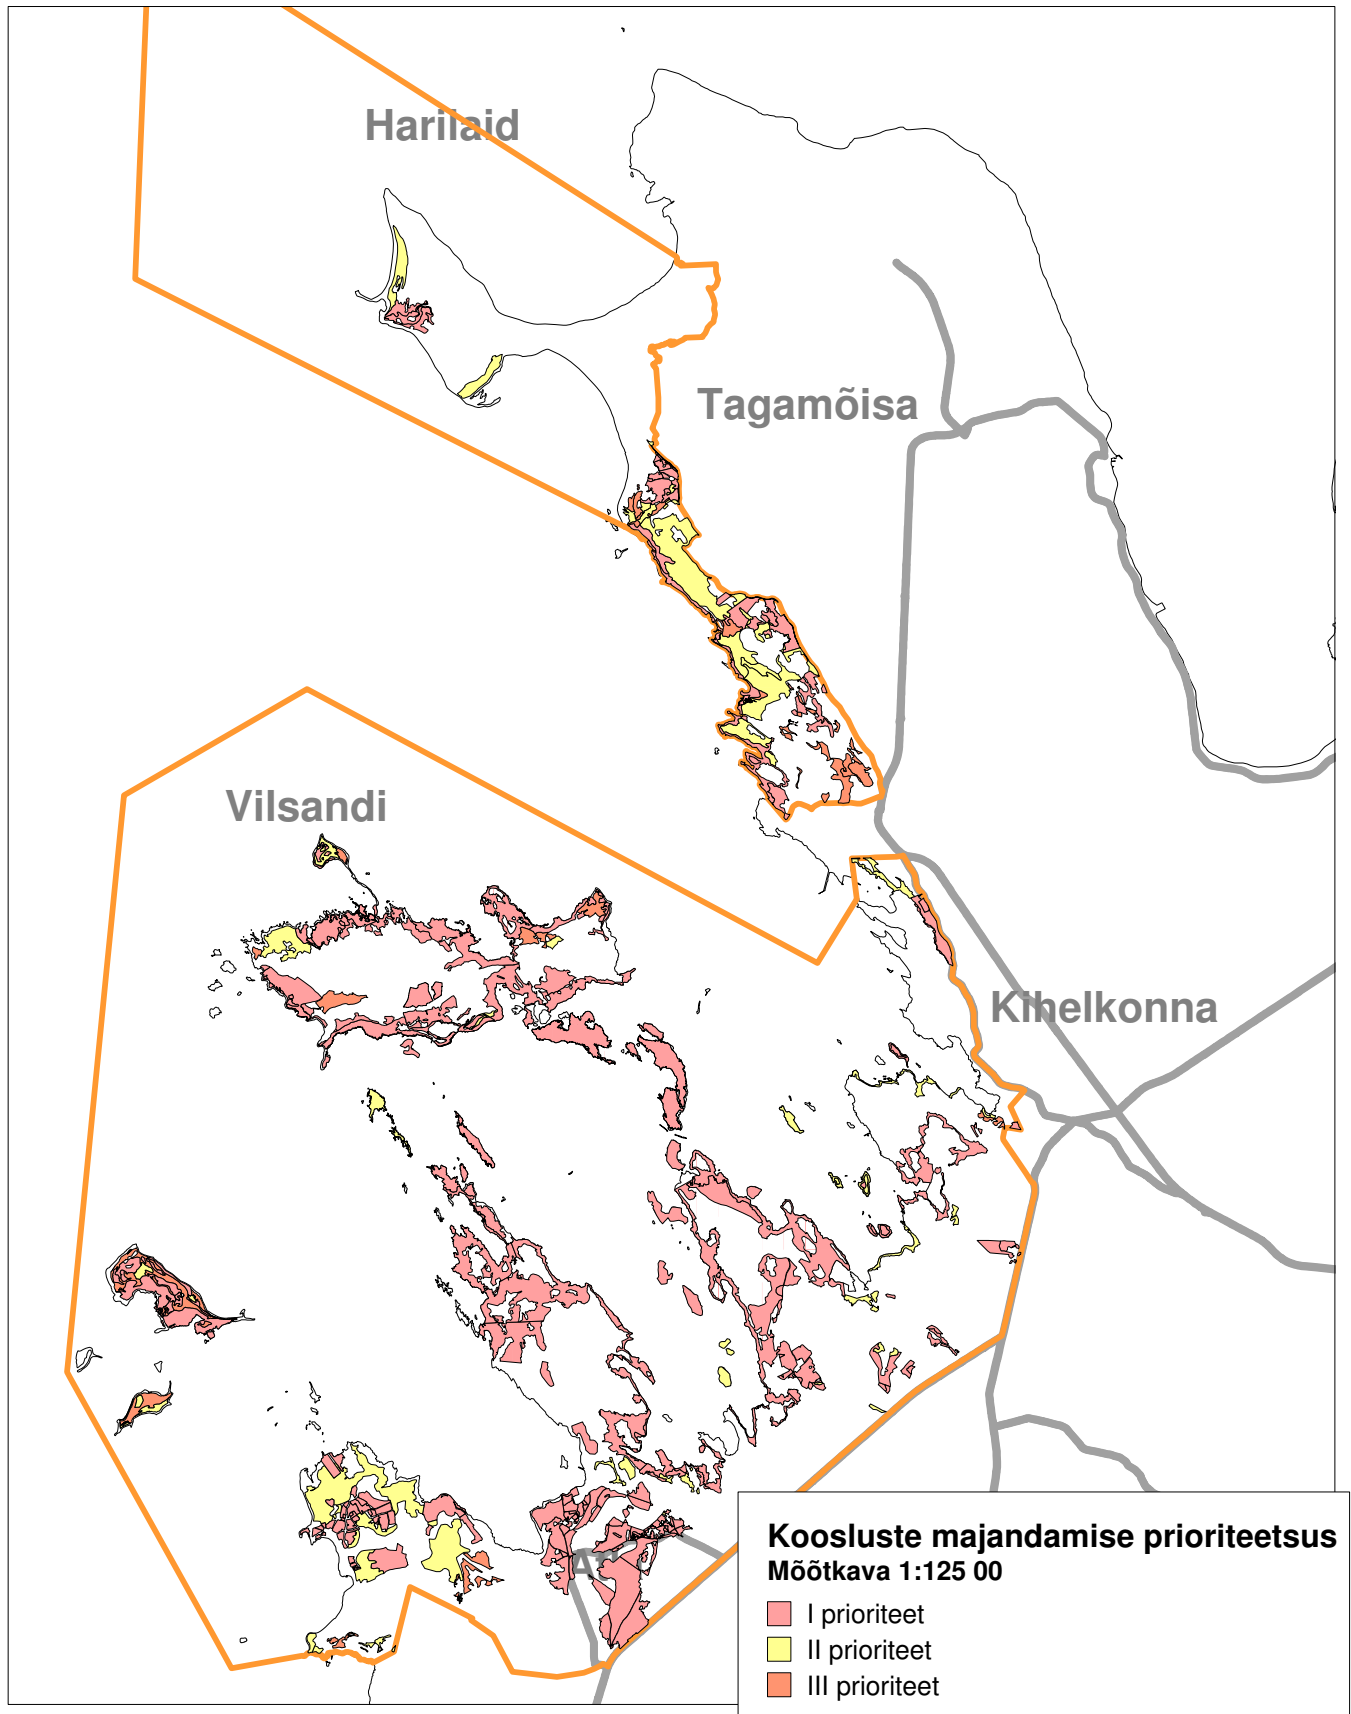 Harilaid
Tagamõisa
Vilsandi
Kihelkonna
Koosluste majandamise prioriteetsus
Mõõtkava 1:125 00
I prioriteet
II prioriteet
III prioriteet